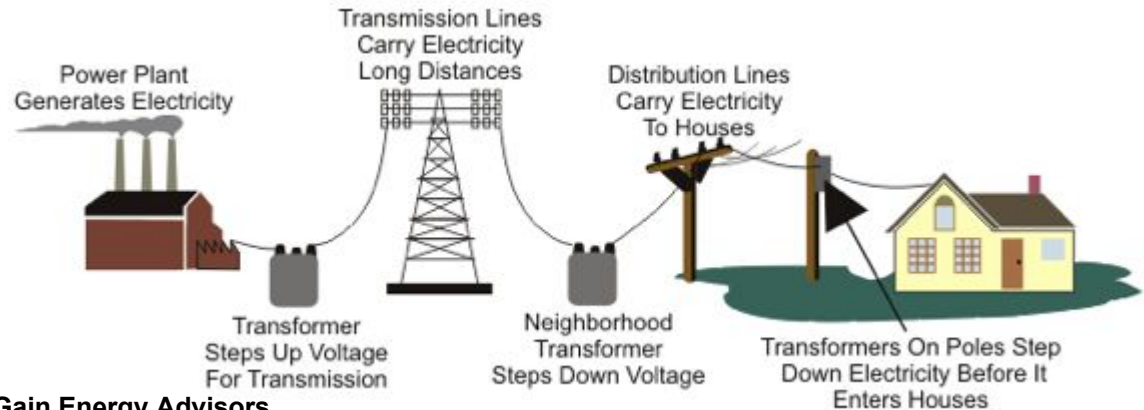 Power Plant
Generates Electricity
Transmission Lines
Carry Electricity
Long Distances
Distribution Lines
Carry Electricity
To Houses
Transformer
Steps Up Voltage
For Transmission
Neighborhood
Transformer
Steps Down Voltage
Transformers On Poles Step
Down Electricity Before It
Enters Houses
Gain Energy Advisors